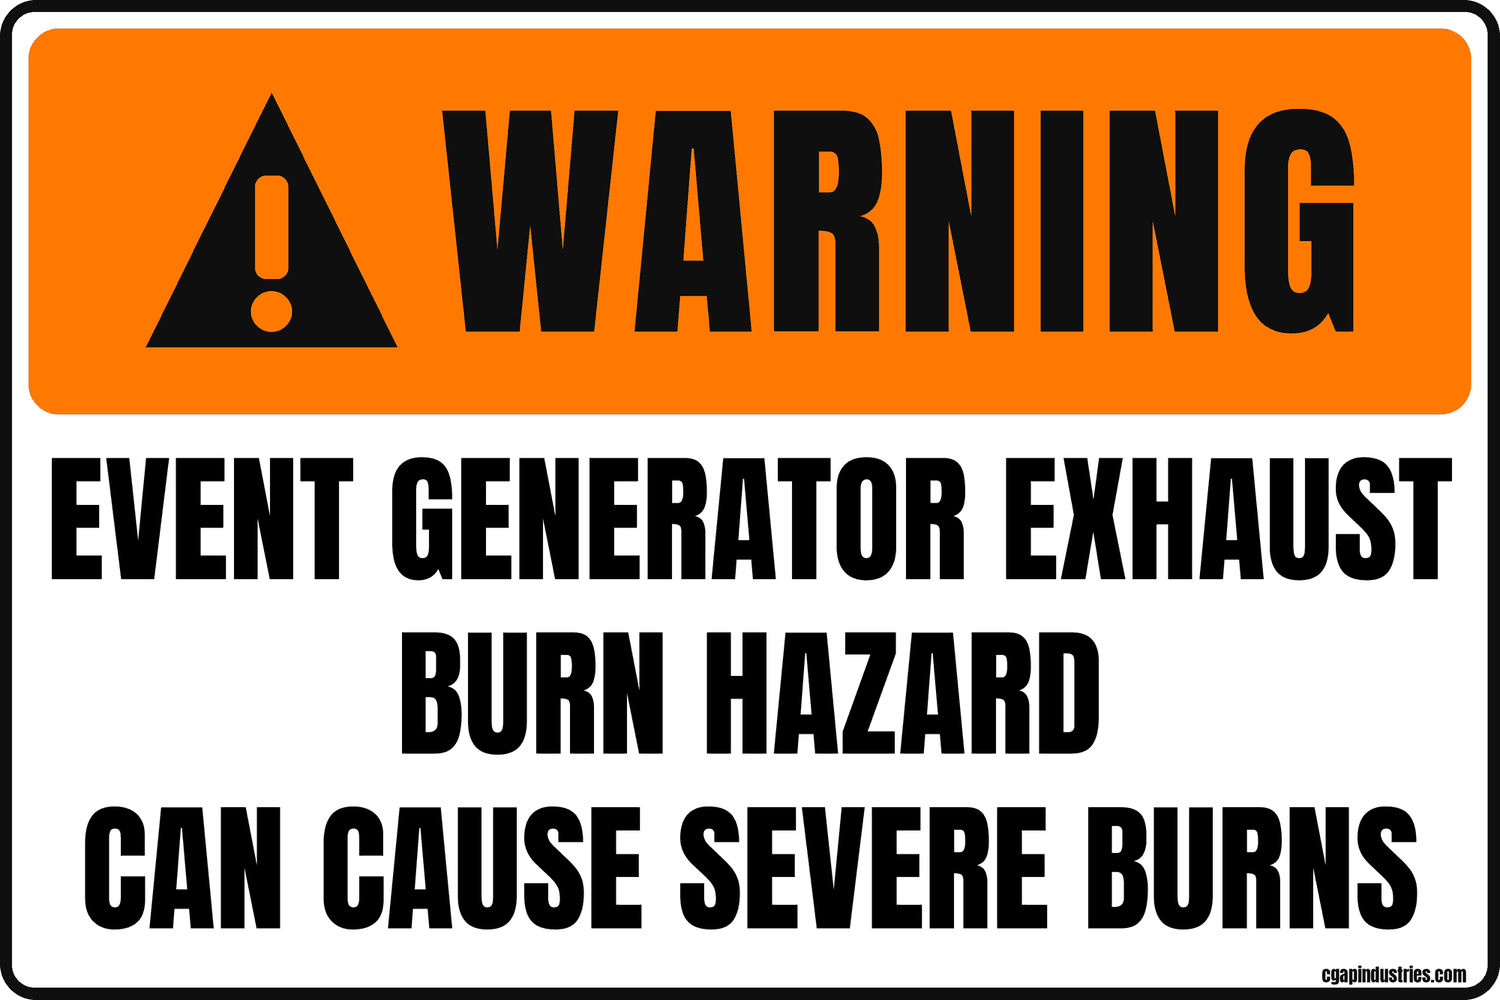 WARNING
EVENT GENERATOR EXHAUST
BURN HAZARD
CAN CAUSE SEVERE BURNS
cgapindustries.com